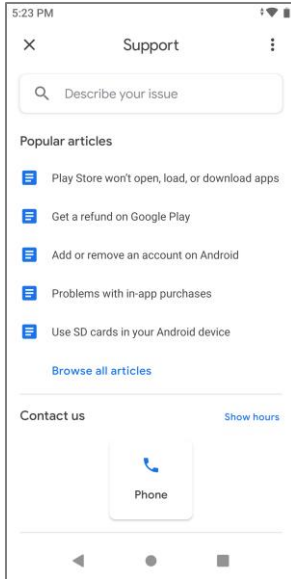 5:23 PM
Support
Describe your issue
Popular articles
Play Store won't open, load, or download apps
Get a refund on Google Play
Add or remove an account on Android
Problems with in-app purchases
Use SD cards in your Android device
Browse all articles
Contact us
Show hours
Phone